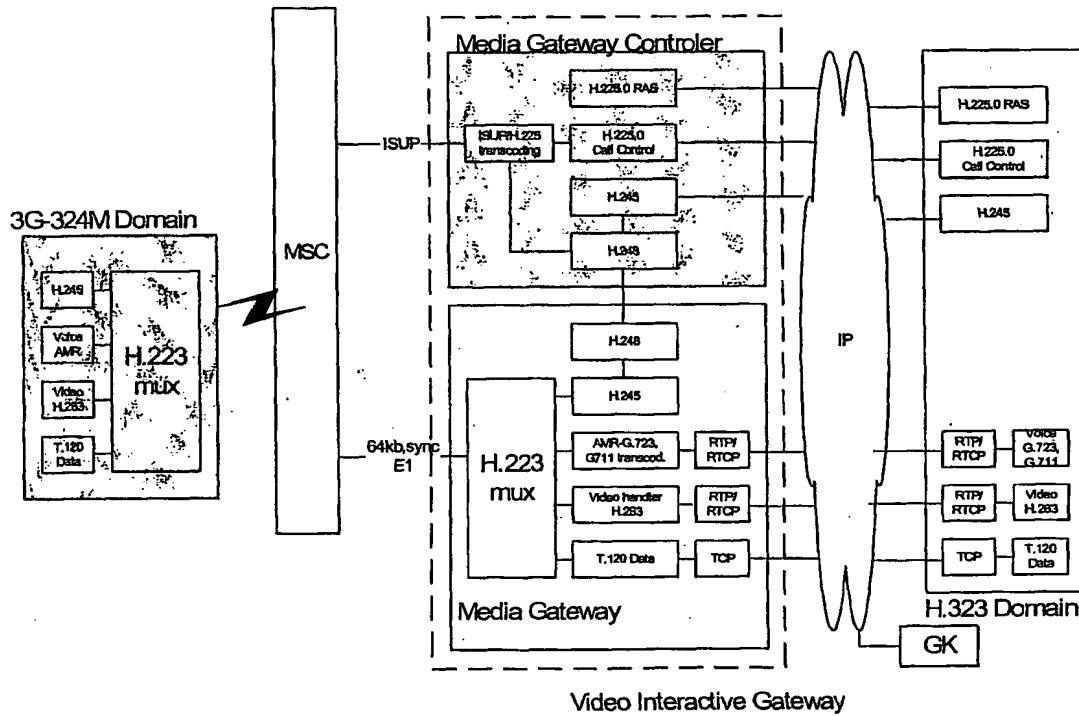 Media Gateway Controler
H.225.0 RAS
ISUP/H.225
transcoding
H.225.0
Call Control
H.245
H.248
ISUP
3G-324M Domain
H.245
Voice
AMR
Video
H.263
T.120
Data
H.223
mux
MSC
64kb,sync
E1
H.248
H.245
H.223
mux
AMR-G.723,
G711 transcod.
RTP/
RTCP
Video handler
H.263
RTP/
RTCP
T.120 Data
TCP
Media Gateway
Video Interactive Gateway
IP
GK
H.225.0 RAS
H.225.0
Call Control
H.245
RTP/
RTCP
Voice
G.723,
G.711
RTP/
RTCP
Video
H.263
TCP
T.120
Data
H.323 Domain